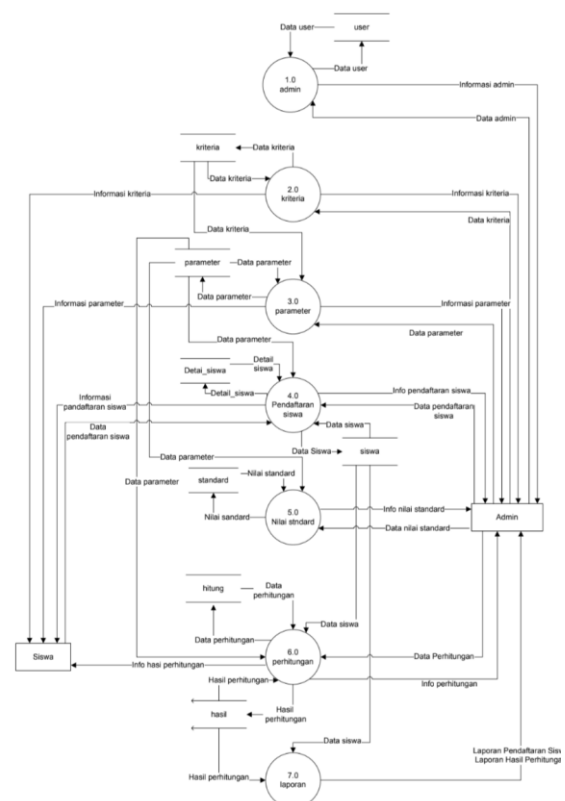 Data user
user
Data user
1.0
admin
Informasi admin
Data admin
kriteria
Data kriteria
Data kriteria
Informasi kriteria
2.0
kriteria
Informasi kriteria
Data kriteria
Data kriteria
parameter
Data parameter
Data parameter
Informasi parameter
3.0
parameter
Informasi parameter
Data parameter
Data parameter
Detai_siswa
Detail
siswa
Detail_siswa
4.0
Pendaftaran
siswa
Informasi
pandaftaran siswa
Info pendaftaran siswa
Data pendaftaran
siswa
Data
pendaftaran siswa
Data siswa
Data Siswa
siswa
Data parameter
Data parameter
standard
Nilai standard
Nilai sandard
5.0
Nilai stndard
Info nilai standard
Data nilai standard
Admin
hitung
Data
perhitungan
Data perhitungan
Data siswa
6.0
perhitungan
Data Perhitungan
Info perhitungan
Siswa
Info hasi perhitungan
Hasil perhitungan
hasil
Hasil
perhitungan
Data siswa
Hasil perhitungan
7.0
laporan
Laporan Pendaftaran Sisw
Laporan Hasil Perhitunga